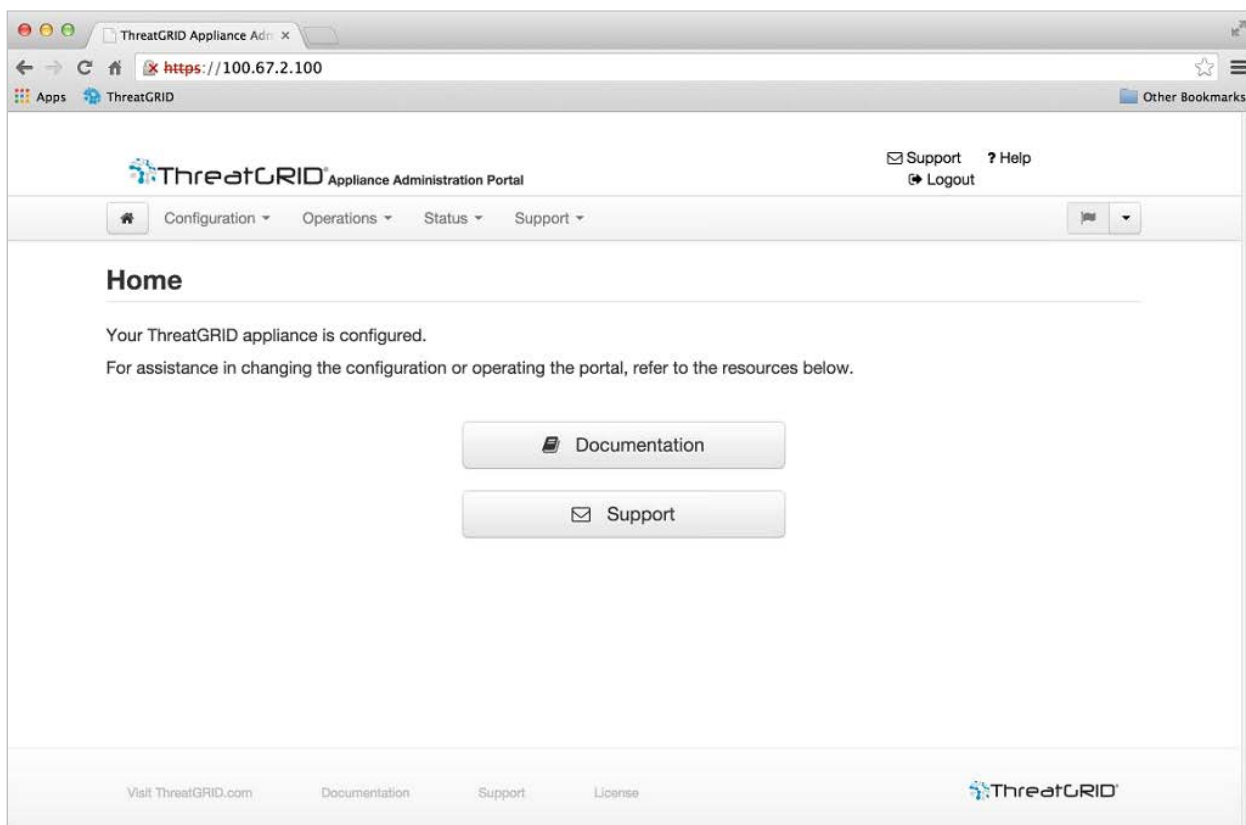 ThreatGRID Appliance Adm
https://100.67.2.100
Apps ThreatGRID Other Bookmarks
Support ? Help
ThreatGRID® Appliance Administration Portal
Logout
Configuration Operations Status Support
Home
Your ThreatGRID appliance is configured.
For assistance in changing the configuration or operating the portal, refer to the resources below.
Documentation
Support
Visit ThreatGRID.com Documentation Support License ThreatGRID®